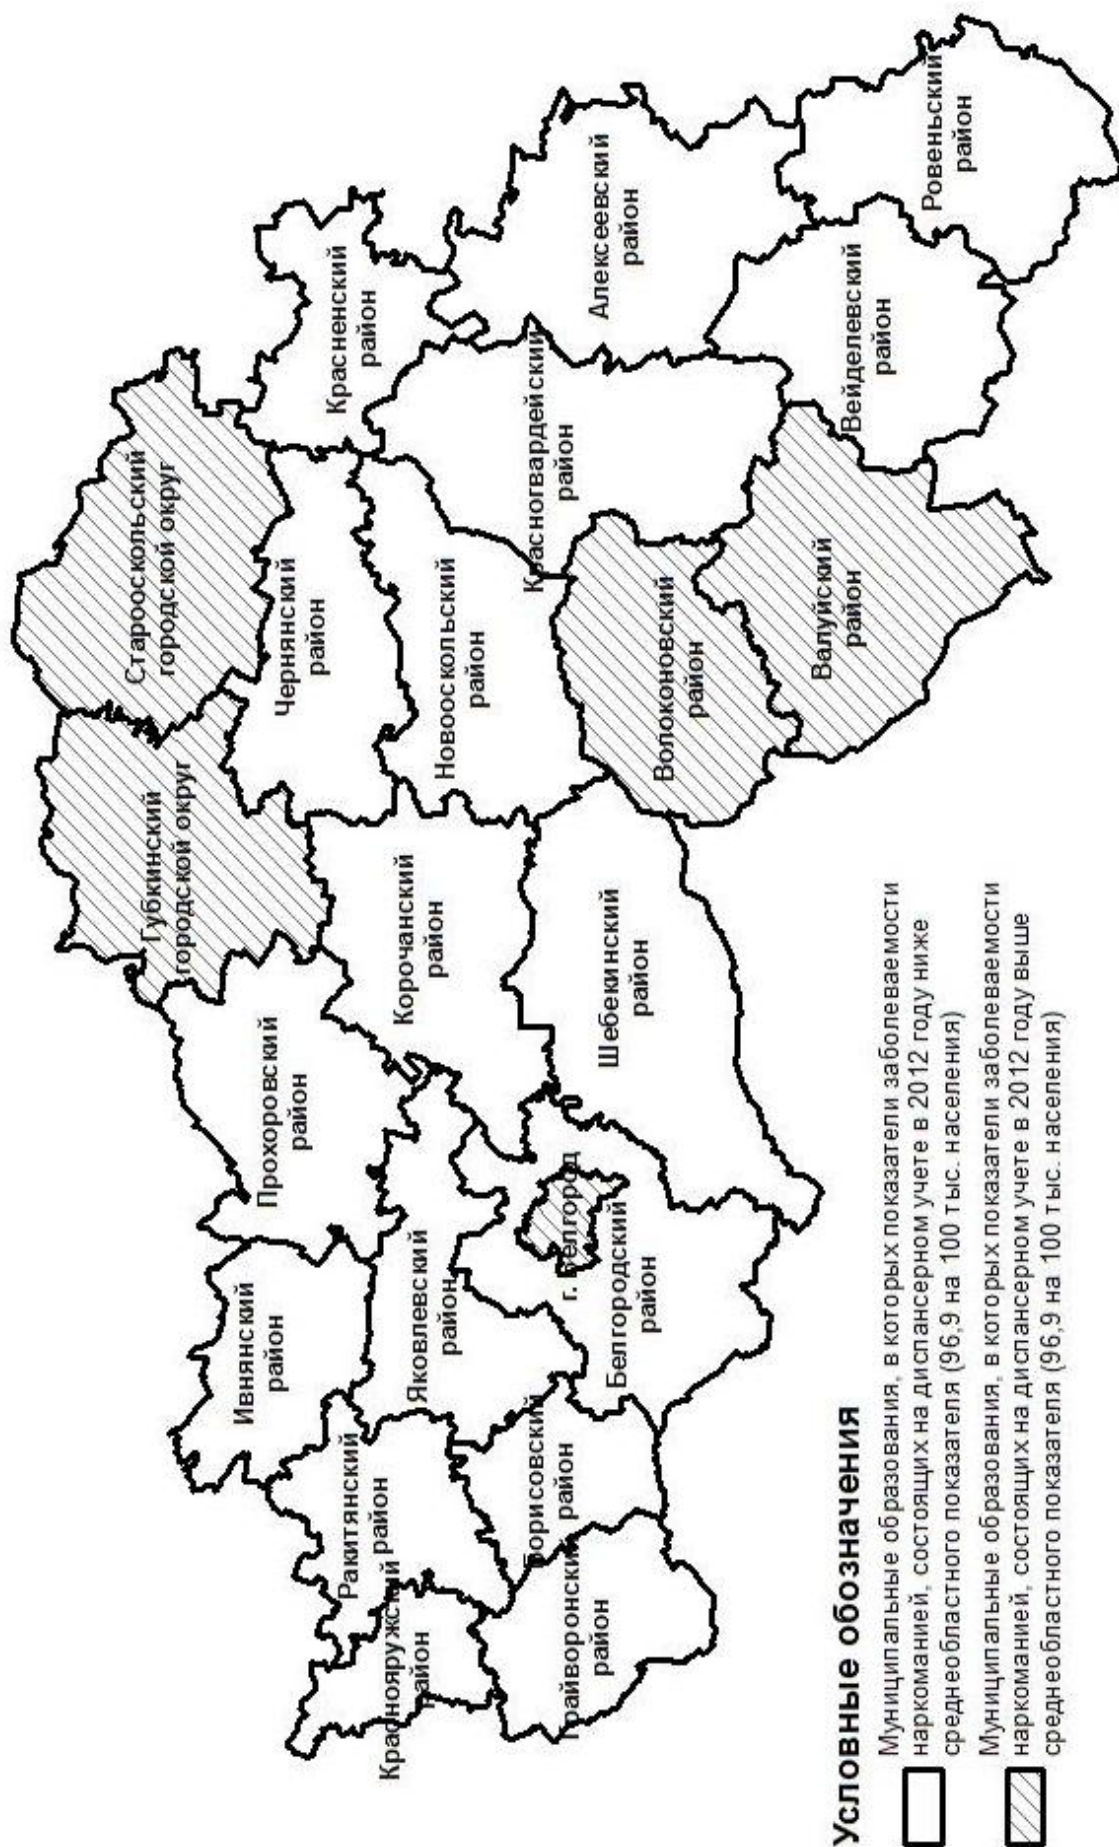 Старооскольский
городской округ
Губкинский
городской округ
Красненский
район
Чернянский
район
Прохоровский
район
Ивнянский
район
Алексеевский
район
Красногвардейский
район
Новооскольский
район
Корочанский
район
Яковлевский
район
Ракитянский
район
Краснояружский
район
Ровеньский
район
Вейделевский
район
Валуйский
район
Волоконовский
район
Шебекинский
район
г. Белгород
Белгородский
район
Борисовский
район
Грайворонский
район
Условные обозначения
Муниципальные образования, в которых показатели заболеваемости
наркоманией, состоящих на диспансерном учете в 2012 году ниже
среднеобластного показателя (96,9 на 100 тыс. населения)
Муниципальные образования, в которых показатели заболеваемости
наркоманией, состоящих на диспансерном учете в 2012 году выше
среднеобластного показателя (96,9 на 100 тыс. населения)